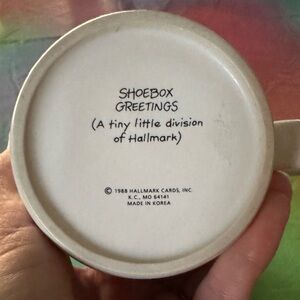 SHOEBOX
GREETINGS
(A tiny little division
of Hallmark)
© 1988 HALLMARK CARDS, INC.
K.C., MO 64141
MADE IN KOREA